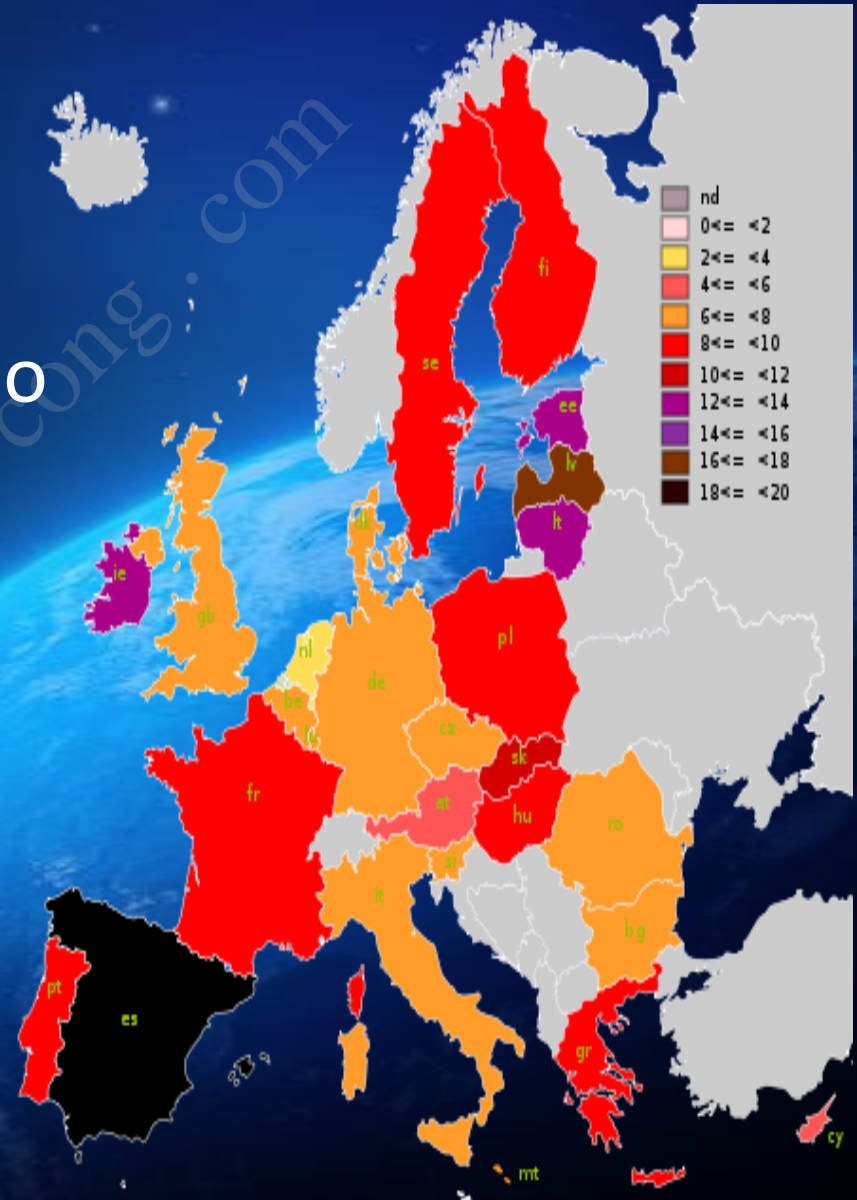 cong . com
nd
0<= <2
2<= <4
4<= <6
6<= <8
8<= <10
10<= <12
12<= <14
14<= <16
16<= <18
18<= <20
o
fi
se
ee
lv
lt
dk
ie
gb
nl
pl
de
be
lu
cz
sk
fr
at
hu
ro
si
it
bg
pt
es
gr
cy
mt